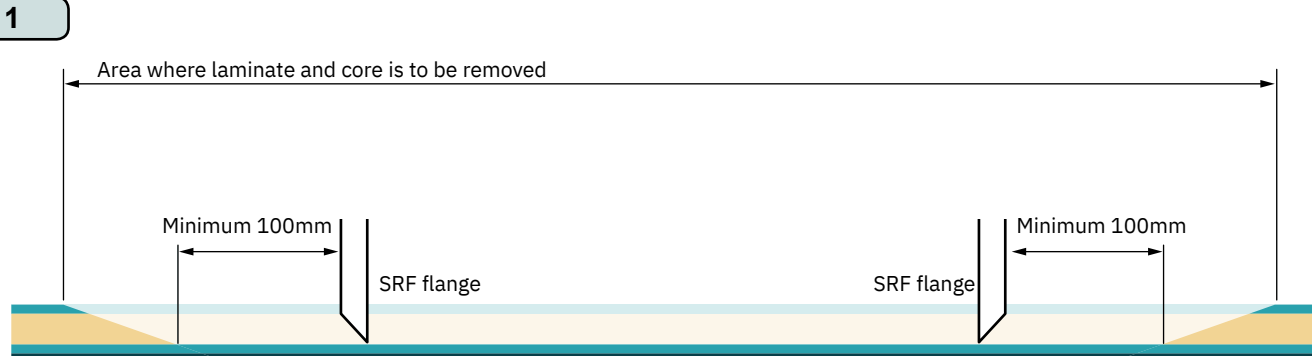 1
Area where laminate and core is to be removed
Minimum 100mm
Minimum 100mm
SRF flange
SRF flange